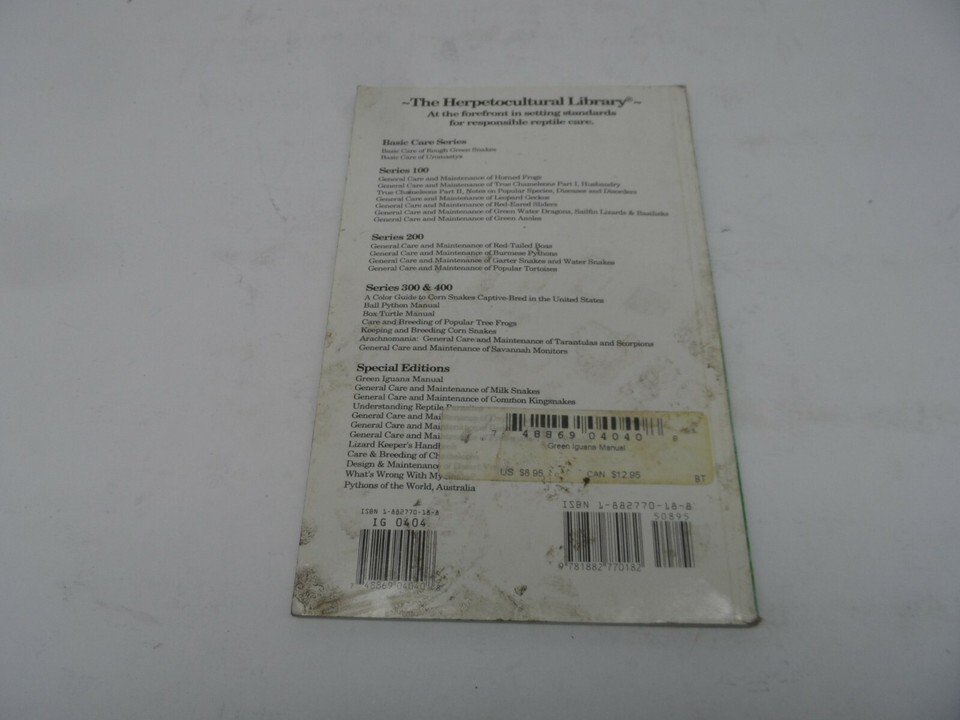 ~The Herpetocultural Library®~
At the forefront in setting standards
for responsible reptile care.
Basic Care Series
Basic Care of Rough Green Snakes
Basic Care of Uromastyx
Series 100
General Care and Maintenance of Horned Frogs
General Care and Maintenance of True Chameleons Part I, Husbandry
True Chameleons Part II, Notes on Popular Species, Diseases and Disorders
General Care and Maintenance of Leopard Geckos
General Care and Maintenance of Red-Eared Sliders
General Care and Maintenance of Green Water Dragons, Sailfin Lizards & Basilisks
General Care and Maintenance of Green Anoles
Series 200
General Care and Maintenance of Red-Tailed Boas
General Care and Maintenance of Burmese Pythons
General Care and Maintenance of Garter Snakes and Water Snakes
General Care and Maintenance of Popular Tortoises
Series 300 & 400
A Color Guide to Corn Snakes Captive-Bred in the United States
Ball Python Manual
Box Turtle Manual
Care and Breeding of Popular Tree Frogs
Keeping and Breeding Corn Snakes
Arachnomania: General Care and Maintenance of Tarantulas and Scorpions
General Care and Maintenance of Savannah Monitors
Special Editions
Green Iguana Manual
General Care and Maintenance of Milk Snakes
General Care and Maintenance of Common Kingsnakes
Understanding Reptile
General Care and Mai
General Care and Mai
General Care and Mai
Lizard Keeper's Handb
Care & Breeding of Ch
Design & Maintenance
What's Wrong With My
Pythons of the World, Australia
7 48869 04040 9
Green Iguana Manual
US $8.95
CAN. $12.95
BT
ISBN 1-882770-18-8
IG 0404
ISBN 1-882770-18-8
50895
9 781882 770182